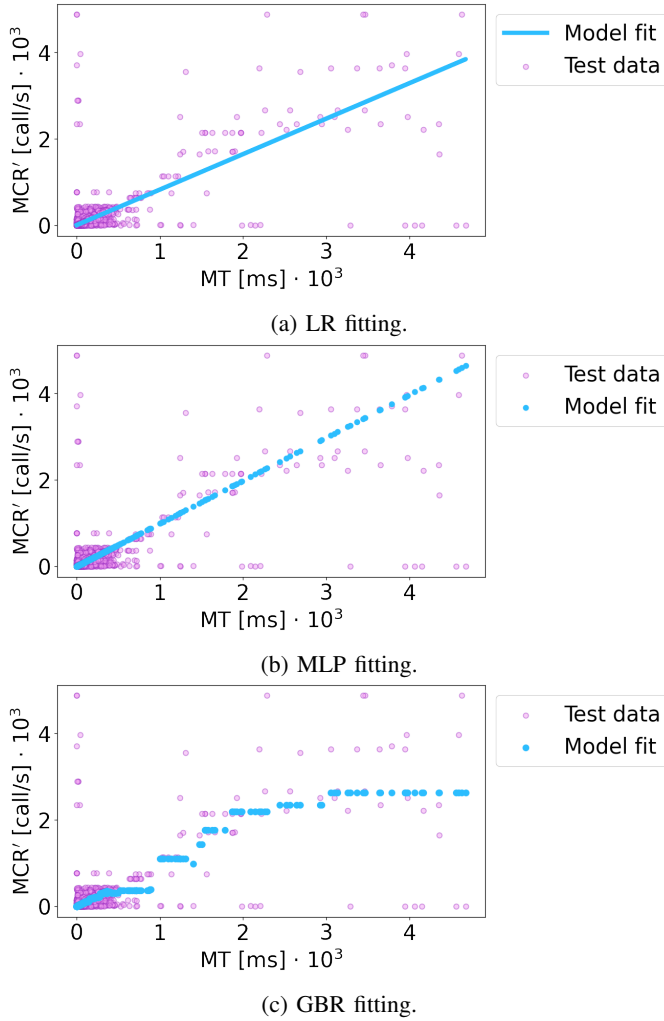 MCR′ [call/s] · 10³
4
2
0
0 1 2 3 4
MT [ms] · 10³
Model fit
Test data
(a) LR fitting.
MCR′ [call/s] · 10³
4
2
0
0 1 2 3 4
MT [ms] · 10³
Test data
Model fit
(b) MLP fitting.
MCR′ [call/s] · 10³
4
2
0
0 1 2 3 4
MT [ms] · 10³
Test data
Model fit
(c) GBR fitting.